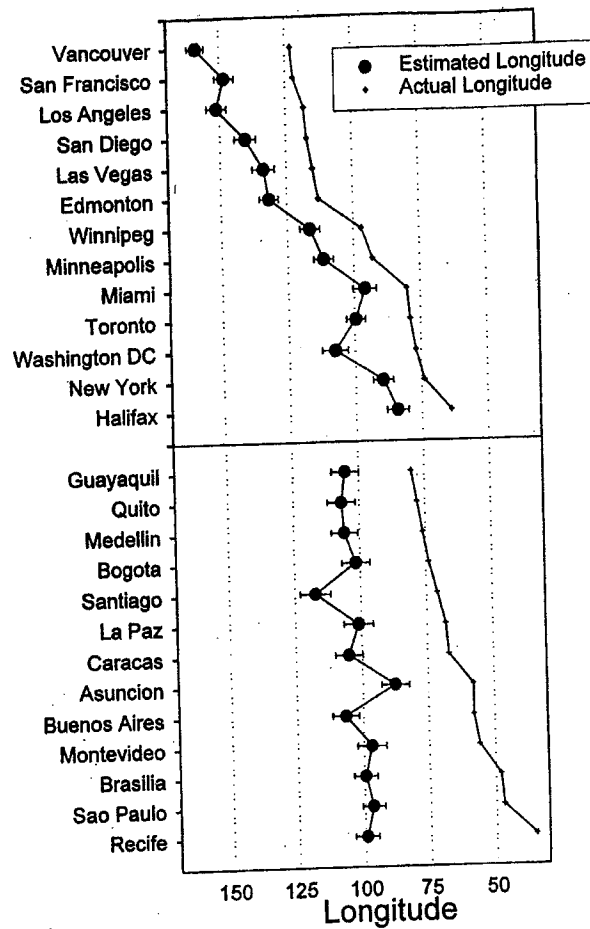 Vancouver
San Francisco
Los Angeles
San Diego
Las Vegas
Edmonton
Winnipeg
Minneapolis
Miami
Toronto
Washington DC
New York
Halifax
Estimated Longitude
Actual Longitude
Guayaquil
Quito
Medellin
Bogota
Santiago
La Paz
Caracas
Asuncion
Buenos Aires
Montevideo
Brasilia
Sao Paulo
Recife
150 125 100 75 50
Longitude